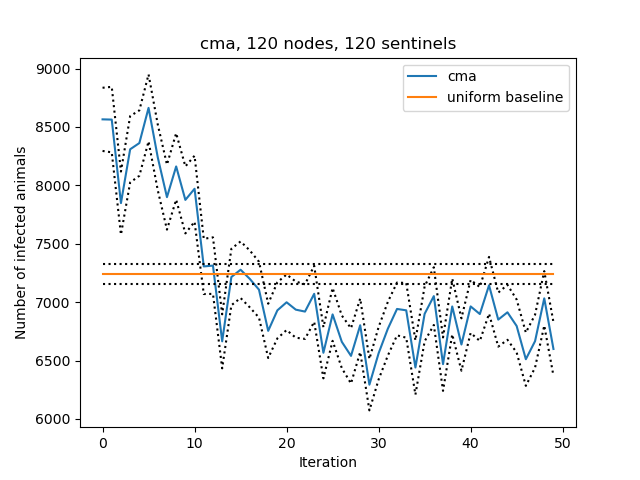 cma, 120 nodes, 120 sentinels
cma
uniform baseline
Number of infected animals
9000
8500
8000
7500
7000
6500
6000
0
10
20
30
40
50
Iteration